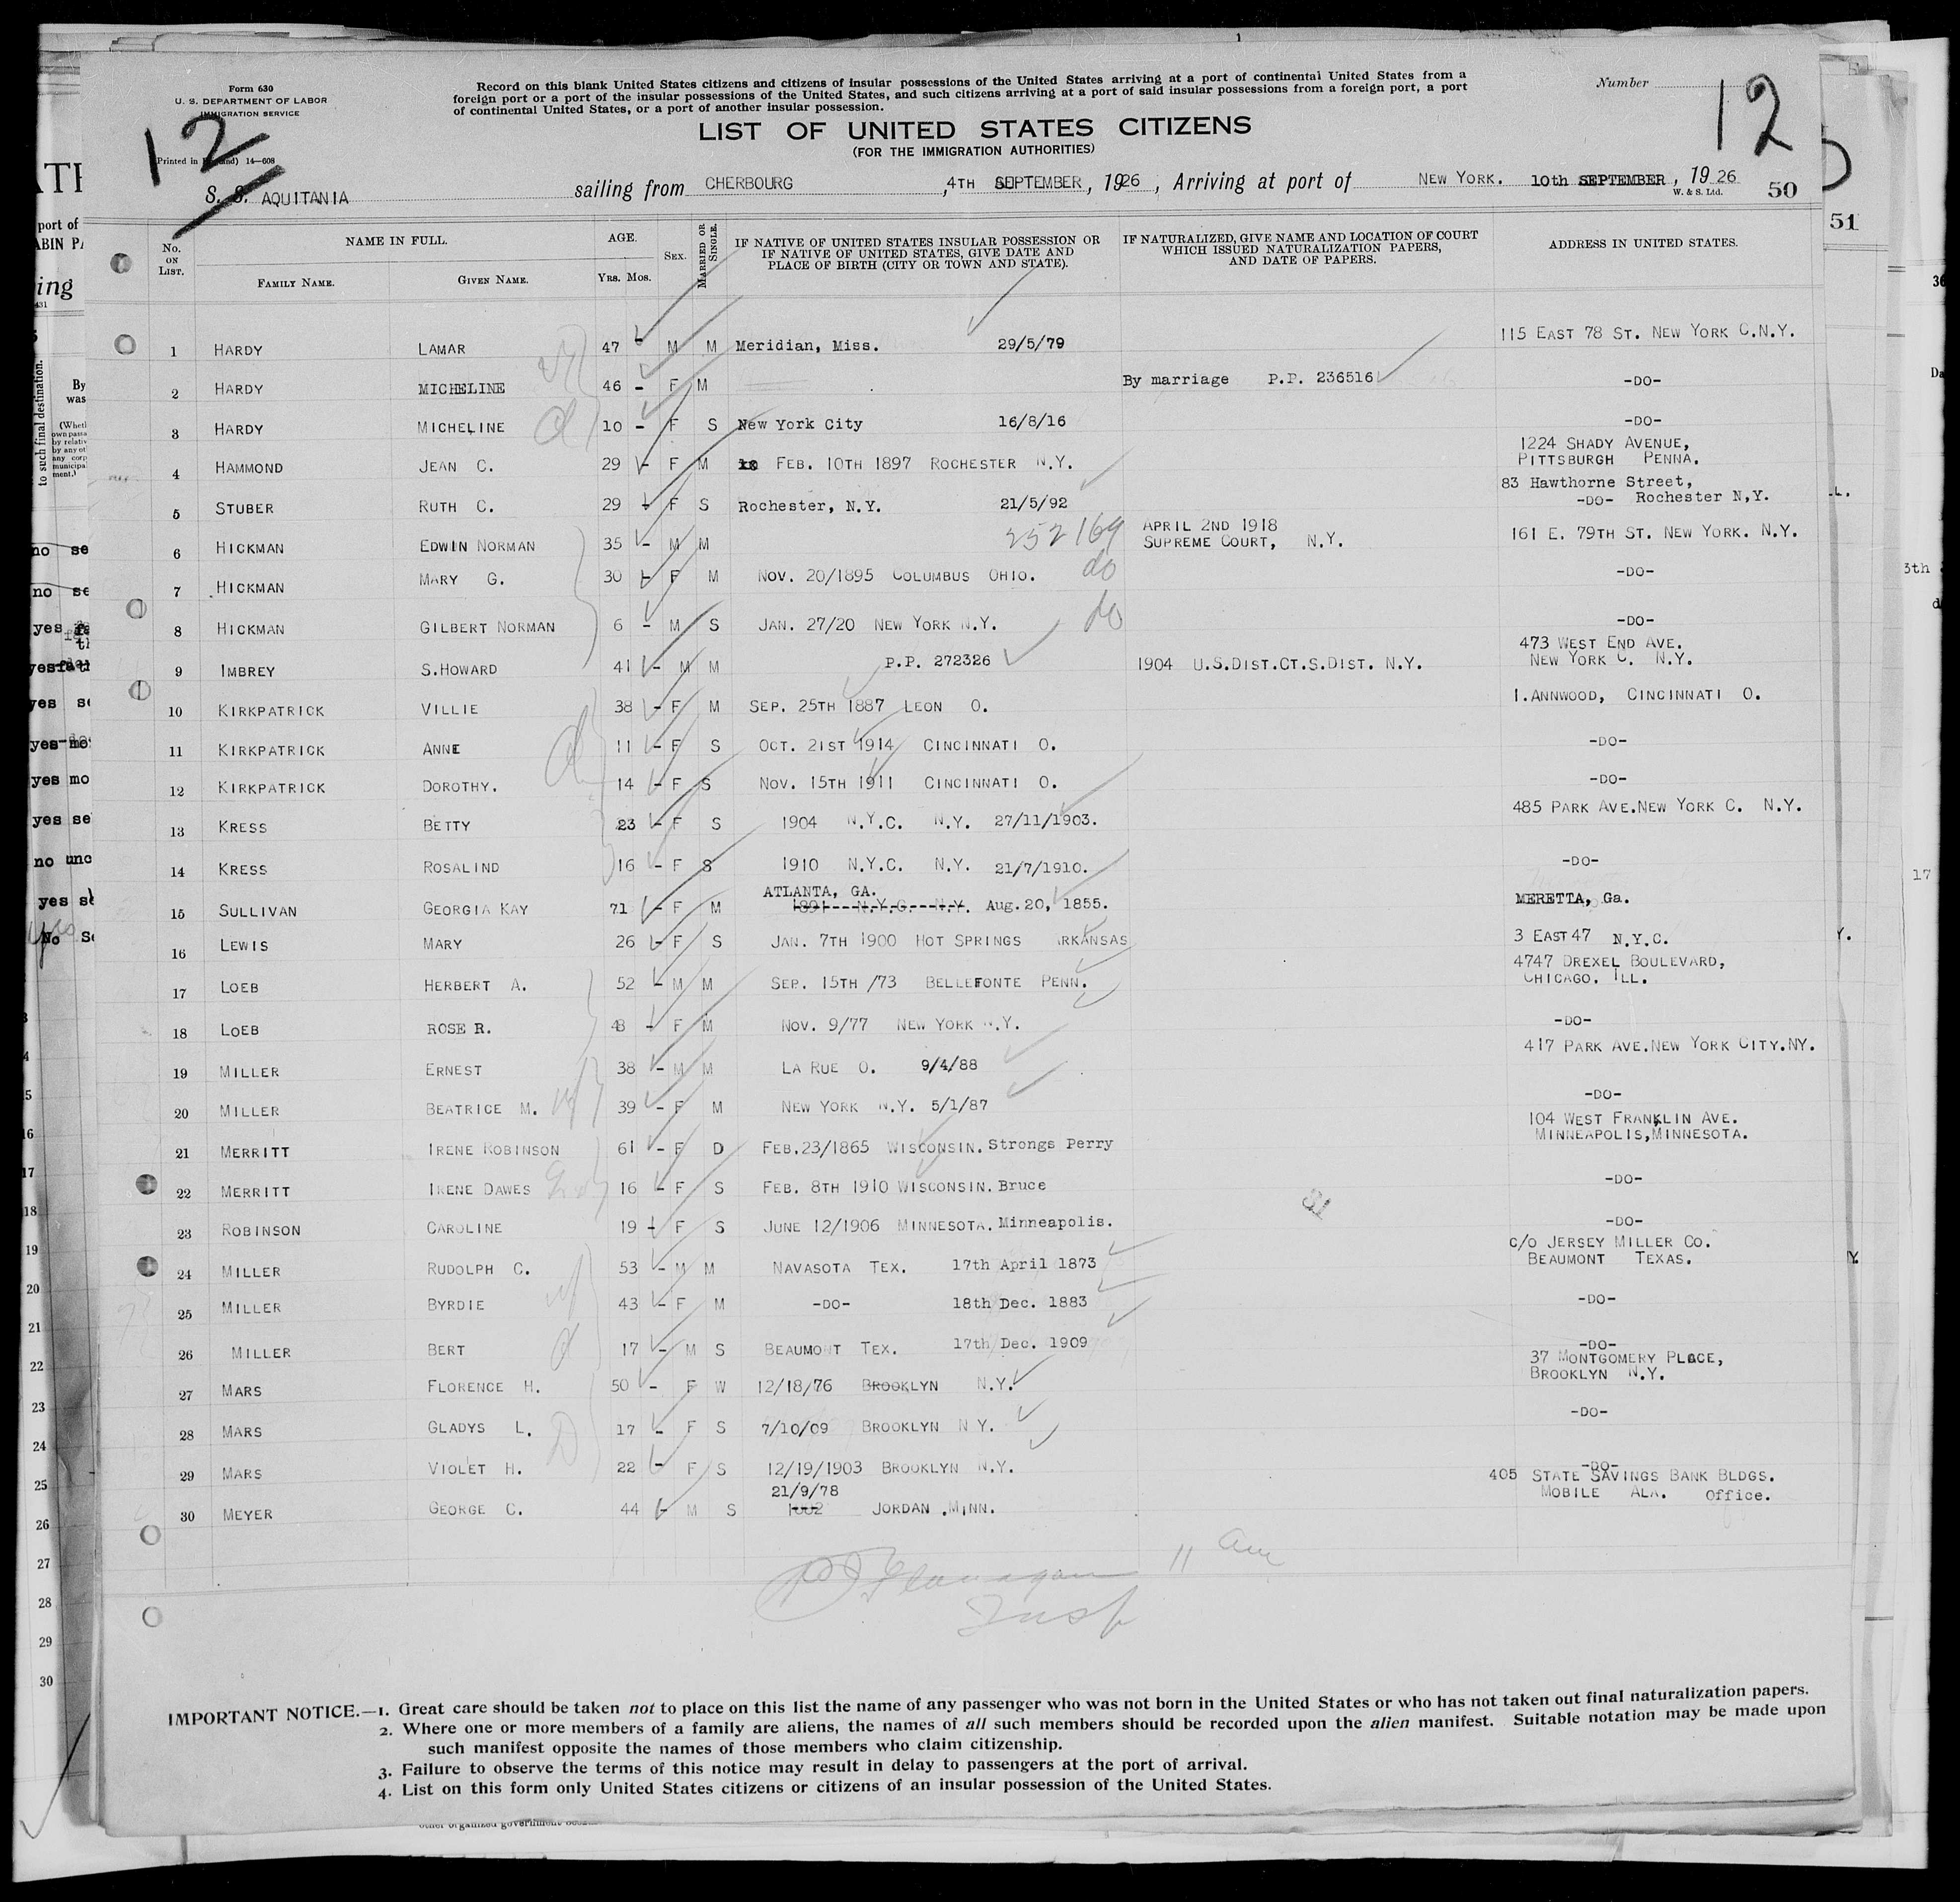 Form 630
U. S. DEPARTMENT OF LABOR
IMMIGRATION SERVICE
Record on this blank United States citizens and citizens of insular possessions of the United States arriving at a port of continental United States from a
foreign port or a port of the insular possessions of the United States, and such citizens arriving at a port of said insular possessions from a foreign port, a port
of continental United States, or a port of another insular possession.
Number
12
12
LIST OF UNITED STATES CITIZENS
(FOR THE IMMIGRATION AUTHORITIES)
14—608
S. S. AQUITANIA sailing from CHERBOURG, 4TH SEPTEMBER, 1926, Arriving at port of NEW YORK. 10th SEPTEMBER, 1926
W. & S. Ltd. 50
No. ON LIST. NAME IN FULL. FAMILY NAME. GIVEN NAME. AGE. Yrs. Mos. SEX. MARRIED OR SINGLE. IF NATIVE OF UNITED STATES INSULAR POSSESSION OR IF NATIVE OF UNITED STATES, GIVE DATE AND PLACE OF BIRTH (CITY OR TOWN AND STATE). IF NATURALIZED, GIVE NAME AND LOCATION OF COURT WHICH ISSUED NATURALIZATION PAPERS, AND DATE OF PAPERS. ADDRESS IN UNITED STATES.
1 HARDY LAMAR 47 - M M Meridian, Miss. 29/5/79 115 EAST 78 ST. NEW YORK C.N.Y.
2 HARDY MICHELINE 46 - F M By marriage P.P. 236516 -DO-
3 HARDY MICHELINE 10 - F S New York City 16/8/16 -DO-
4 HAMMOND JEAN C. 29 - F M FEB. 10TH 1897 ROCHESTER N.Y. 1224 SHADY AVENUE, PITTSBURGH PENNA.
5 STUBER RUTH C. 29 - F S Rochester, N.Y. 21/5/92 83 Hawthorne Street, -DO- Rochester N,Y.
6 HICKMAN EDWIN NORMAN 35 - M M 252169 APRIL 2ND 1918 SUPREME COURT, N.Y. 161 E. 79TH ST. NEW YORK. N.Y.
7 HICKMAN MARY G. 30 - F M NOV. 20/1895 COLUMBUS OHIO. do -DO-
8 HICKMAN GILBERT NORMAN 6 - M S JAN. 27/20 NEW YORK N.Y. do -DO-
9 IMBREY S.HOWARD 41 - M M P.P. 272326 1904 U.S.DIST.CT.S.DIST. N.Y. 473 WEST END AVE. NEW YORK C. N.Y.
10 KIRKPATRICK VILLIE 38 - F M SEP. 25TH 1887 LEON O. 1.ANNWOOD, CINCINNATI O.
11 KIRKPATRICK ANNE 11 - F S OCT. 21ST 1914 CINCINNATI O. -DO-
12 KIRKPATRICK DOROTHY. 14 - F S NOV. 15TH 1911 CINCINNATI O. -DO-
13 KRESS BETTY 23 - F S 1904 N.Y.C. N.Y. 27/11/1903. 485 PARK AVE.NEW YORK C. N.Y.
14 KRESS ROSALIND 16 - F S 1910 N.Y.C. N.Y. 21/7/1910. -DO-
15 SULLIVAN GEORGIA KAY 71 - F M ATLANTA, GA. 1891 N.Y.C. N.Y. Aug.20, 1855. MERETTA, Ga.
16 LEWIS MARY 26 - F S JAN. 7TH 1900 HOT SPRINGS ARKANSAS 3 EAST 47 N.Y.C.
17 LOEB HERBERT A. 52 - M M SEP. 15TH /73 BELLEFONTE PENN. 4747 DREXEL BOULEVARD, CHICAGO. ILL.
18 LOEB ROSE R. 48 - F M NOV. 9/77 NEW YORK N.Y. -DO-
19 MILLER ERNEST 38 - M M LA RUE O. 9/4/88 417 PARK AVE.NEW YORK CITY.NY.
20 MILLER BEATRICE M. 39 - F M NEW YORK N.Y. 5/1/87 -DO-
21 MERRITT IRENE ROBINSON 61 - F D FEB.23/1865 WISCONSIN. Strongs Perry 104 WEST FRANKLIN AVE. MINNEAPOLIS, MINNESOTA.
22 MERRITT IRENE DAWES 16 - F S FEB. 8TH 1910 WISCONSIN. Bruce -DO-
23 ROBINSON CAROLINE 19 - F S JUNE 12/1906 MINNESOTA. Minneapolis. -DO-
24 MILLER RUDOLPH C. 53 - M M NAVASOTA TEX. 17th April 1873 C/O JERSEY MILLER CO. BEAUMONT TEXAS.
25 MILLER BYRDIE 43 - F M -DO- 18th Dec. 1883 -DO-
26 MILLER BERT 17 - M S BEAUMONT TEX. 17th Dec. 1909 -DO-
27 MARS FLORENCE H. 50 - F W 12/18/76 BROOKLYN N.Y. 37 MONTGOMERY PLACE, BROOKLYN N.Y.
28 MARS GLADYS L. 17 - F S 7/10/09 BROOKLYN N Y. -DO-
29 MARS VIOLET H. 22 - F S 12/19/1903 BROOKLYN N.Y. -DO-
30 MEYER GEORGE C. 44 - M S 21/9/78 JORDAN .MINN. 405 STATE SAVINGS BANK BLDGS. MOBILE ALA. Office.
Flanagan 11 am
Insp
IMPORTANT NOTICE.—1. Great care should be taken not to place on this list the name of any passenger who was not born in the United States or who has not taken out final naturalization papers.
2. Where one or more members of a family are aliens, the names of all such members should be recorded upon the alien manifest. Suitable notation may be made upon
such manifest opposite the names of those members who claim citizenship.
3. Failure to observe the terms of this notice may result in delay to passengers at the port of arrival.
4. List on this form only United States citizens or citizens of an insular possession of the United States.